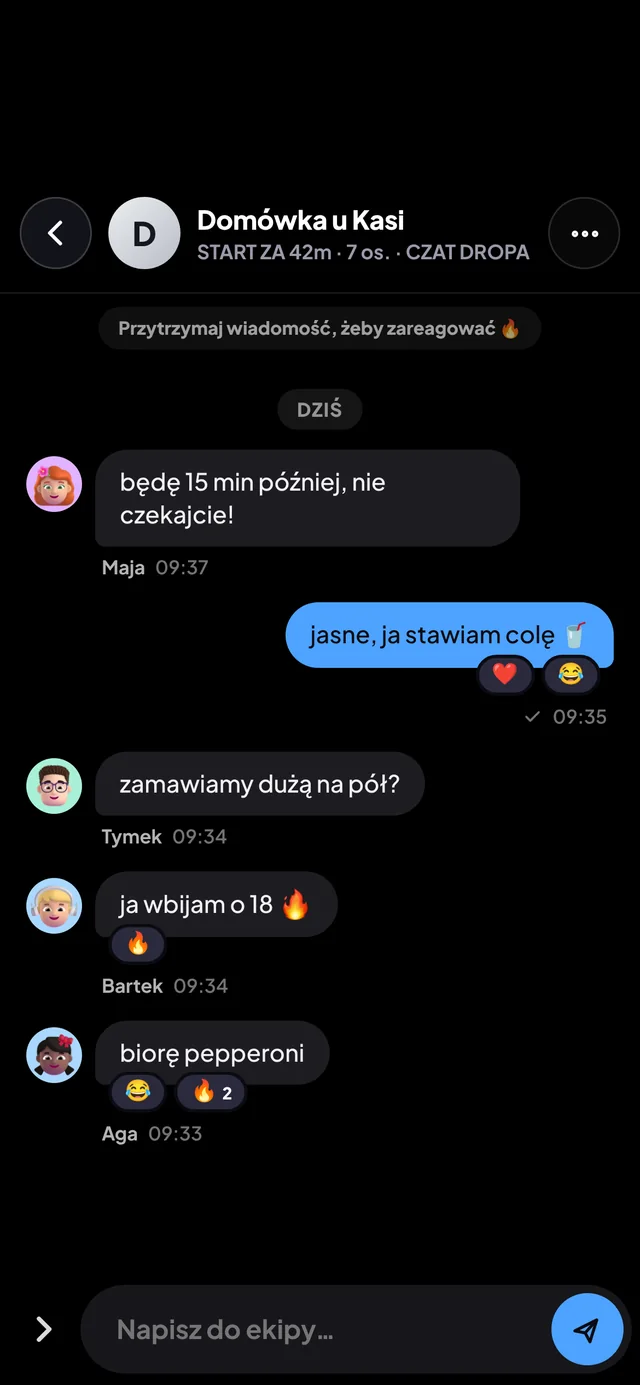 D
Domówka u Kasi
START ZA 42m · 7 os. · CZAT DROPA
Przytrzymaj wiadomość, żeby zareagować 🔥
DZIŚ
będę 15 min później, nie
czekajcie!
Maja 09:37
jasne, ja stawiam colę 🥤
❤️ 😂
✓ 09:35
zamawiamy dużą na pół?
Tymek 09:34
ja wbijam o 18 🔥
🔥
Bartek 09:34
biorę pepperoni
😂 🔥 2
Aga 09:33
Napisz do ekipy...